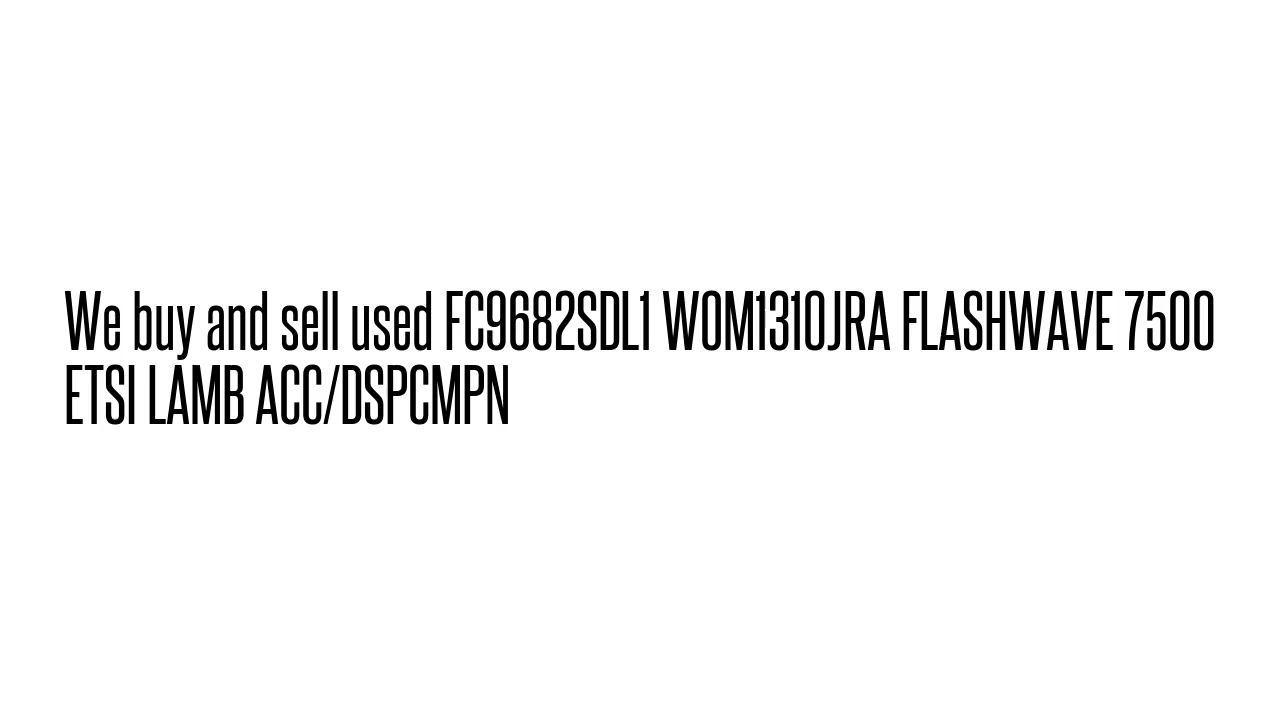 We buy and sell used FC9682SDL1 WOM1310JRA FLASHWAVE 7500
ETSI LAMB ACC/DSPCMPN